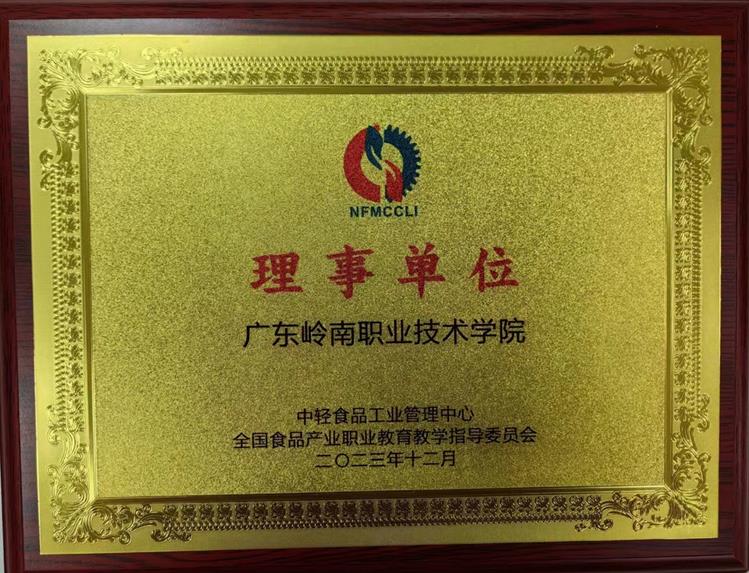 NFMCCLI
理事单位
广东岭南职业技术学院
中轻食品工业管理中心
全国食品产业职业教育教学指导委员会
二〇二三年十二月